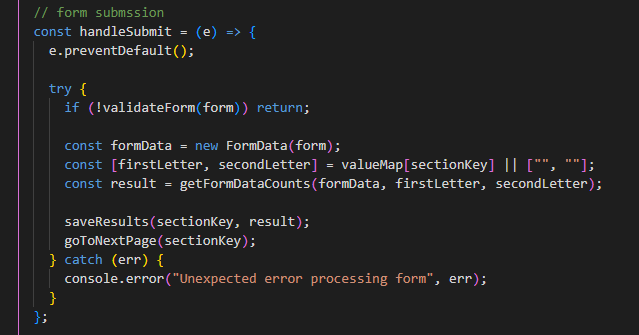 // form submssion
const handleSubmit = (e) => {
  e.preventDefault();

  try {
    if (!validateForm(form)) return;

    const formData = new FormData(form);
    const [firstLetter, secondLetter] = valueMap[sectionKey] || ["", ""];
    const result = getFormDataCounts(formData, firstLetter, secondLetter);

    saveResults(sectionKey, result);
    goToNextPage(sectionKey);
  } catch (err) {
    console.error("Unexpected error processing form", err);
  }
};